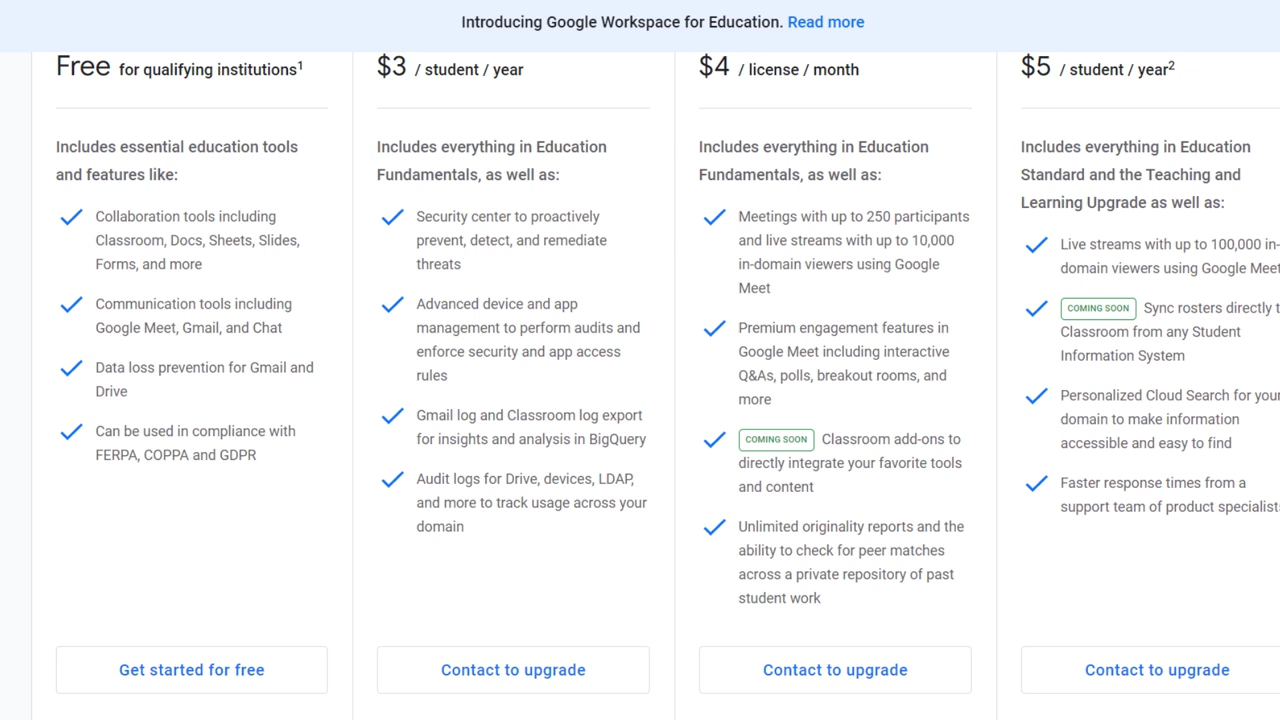 Introducing Google Workspace for Education. Read more
Free for qualifying institutions¹
Includes essential education tools
and features like:
Collaboration tools including
Classroom, Docs, Sheets, Slides,
Forms, and more
Communication tools including
Google Meet, Gmail, and Chat
Data loss prevention for Gmail and
Drive
Can be used in compliance with
FERPA, COPPA and GDPR
Get started for free
$3 / student / year
Includes everything in Education
Fundamentals, as well as:
Security center to proactively
prevent, detect, and remediate
threats
Advanced device and app
management to perform audits and
enforce security and app access
rules
Gmail log and Classroom log export
for insights and analysis in BigQuery
Audit logs for Drive, devices, LDAP,
and more to track usage across your
domain
Contact to upgrade
$4 / license / month
Includes everything in Education
Fundamentals, as well as:
Meetings with up to 250 participants
and live streams with up to 10,000
in-domain viewers using Google
Meet
Premium engagement features in
Google Meet including interactive
Q&As, polls, breakout rooms, and
more
COMING SOON Classroom add-ons to
directly integrate your favorite tools
and content
Unlimited originality reports and the
ability to check for peer matches
across a private repository of past
student work
Contact to upgrade
$5 / student / year²
Includes everything in Education
Standard and the Teaching and
Learning Upgrade as well as:
Live streams with up to 100,000 in-
domain viewers using Google Meet
COMING SOON Sync rosters directly
Classroom from any Student
Information System
Personalized Cloud Search for your
domain to make information
accessible and easy to find
Faster response times from a
support team of product specialists
Contact to upgrade